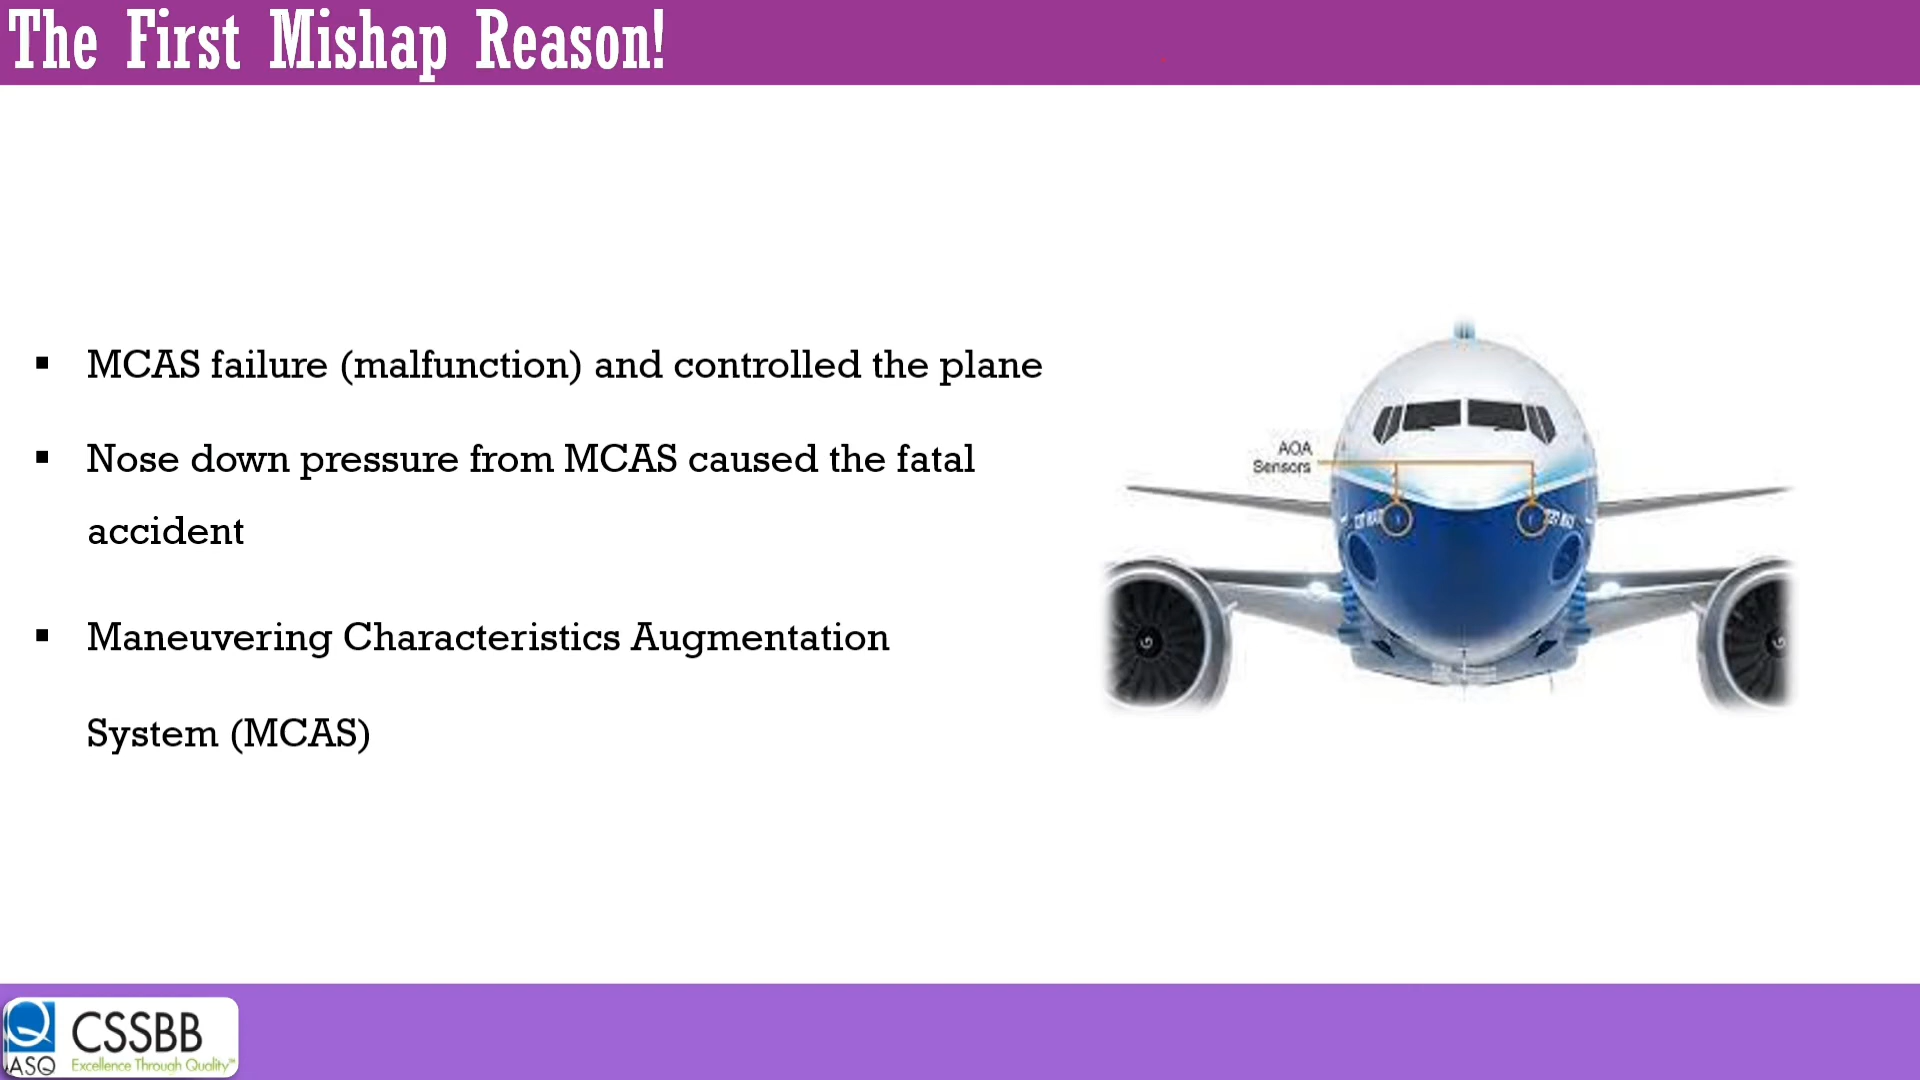 The First Mishap Reason!
▪ MCAS failure (malfunction) and controlled the plane
▪ Nose down pressure from MCAS caused the fatal
accident
▪ Maneuvering Characteristics Augmentation
System (MCAS)
AOA
Sensors
CSSBB
ASQ
Excellence Through Quality™